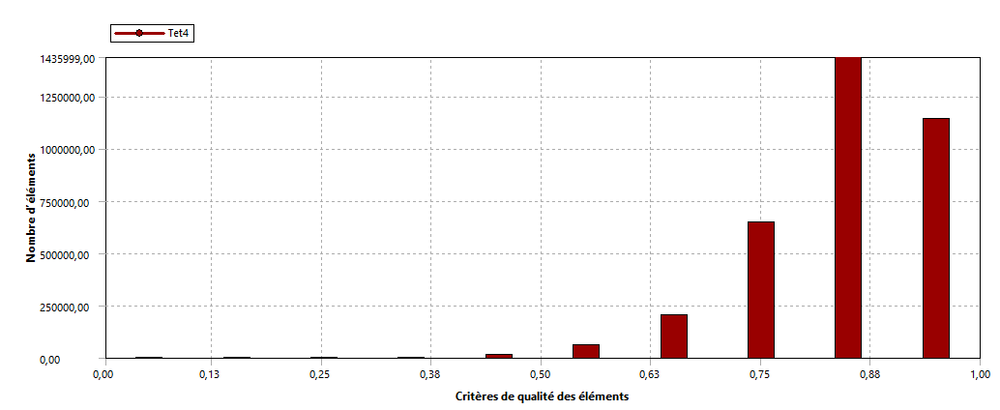 Tet4
1435999,00
1250000,00
1000000,00
750000,00
500000,00
250000,00
0,00
Nombre d'éléments
0,00 0,13 0,25 0,38 0,50 0,63 0,75 0,88 1,00
Critères de qualité des éléments